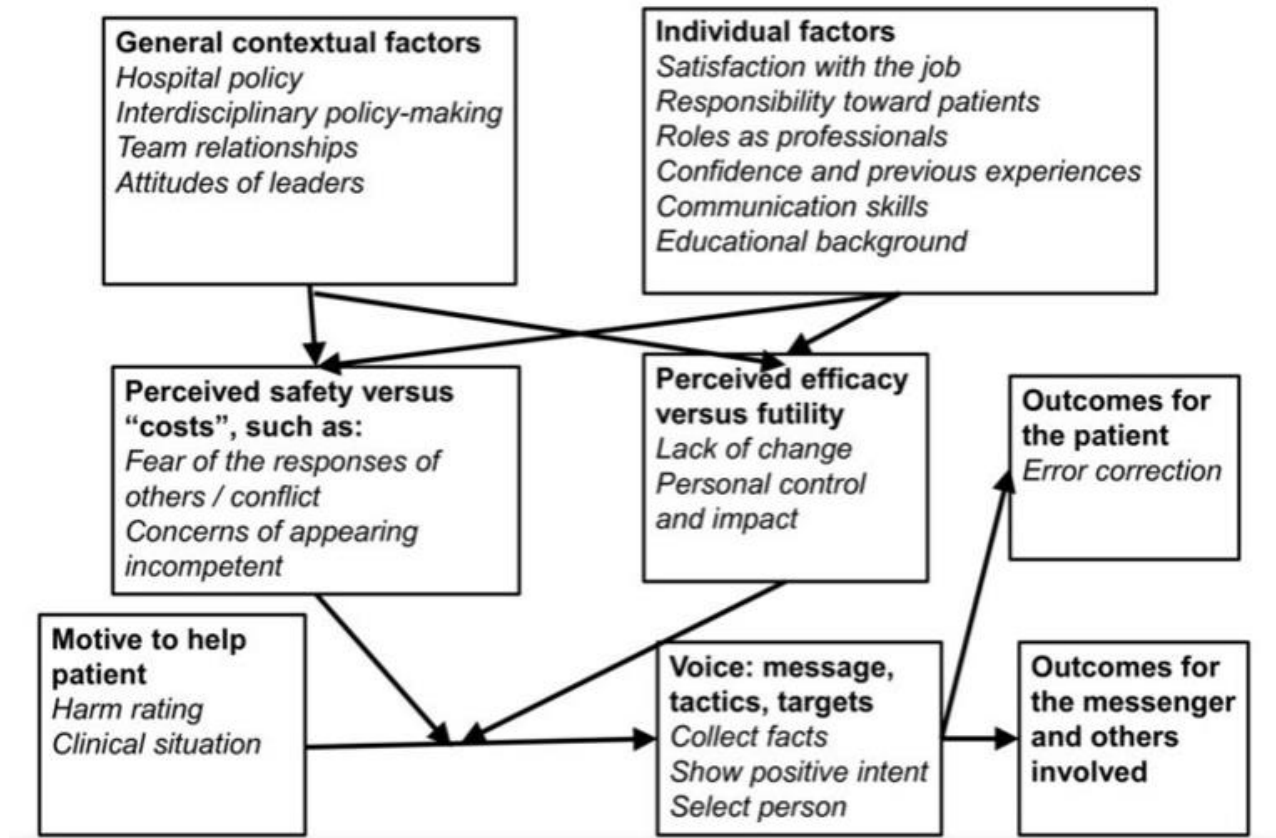 General contextual factors
Hospital policy
Interdisciplinary policy-making
Team relationships
Attitudes of leaders
Individual factors
Satisfaction with the job
Responsibility toward patients
Roles as professionals
Confidence and previous experiences
Communication skills
Educational background
Perceived safety versus
“costs”, such as:
Fear of the responses of
others / conflict
Concerns of appearing
incompetent
Perceived efficacy
versus futility
Lack of change
Personal control
and impact
Outcomes for
the patient
Error correction
Motive to help
patient
Harm rating
Clinical situation
Voice: message,
tactics, targets
Collect facts
Show positive intent
Select person
Outcomes for
the messenger
and others
involved